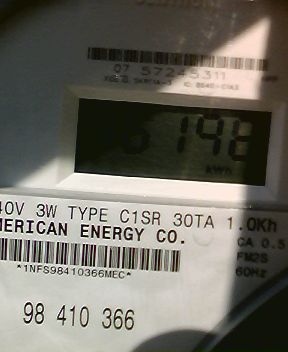 07 57245311
6148
kWh
40V 3W TYPE C1SR 30TA 1.0Kh
MERICAN ENERGY CO.
CA 0.5
*1NFS98410366MEC*
FM2S
60Hz
98 410 366